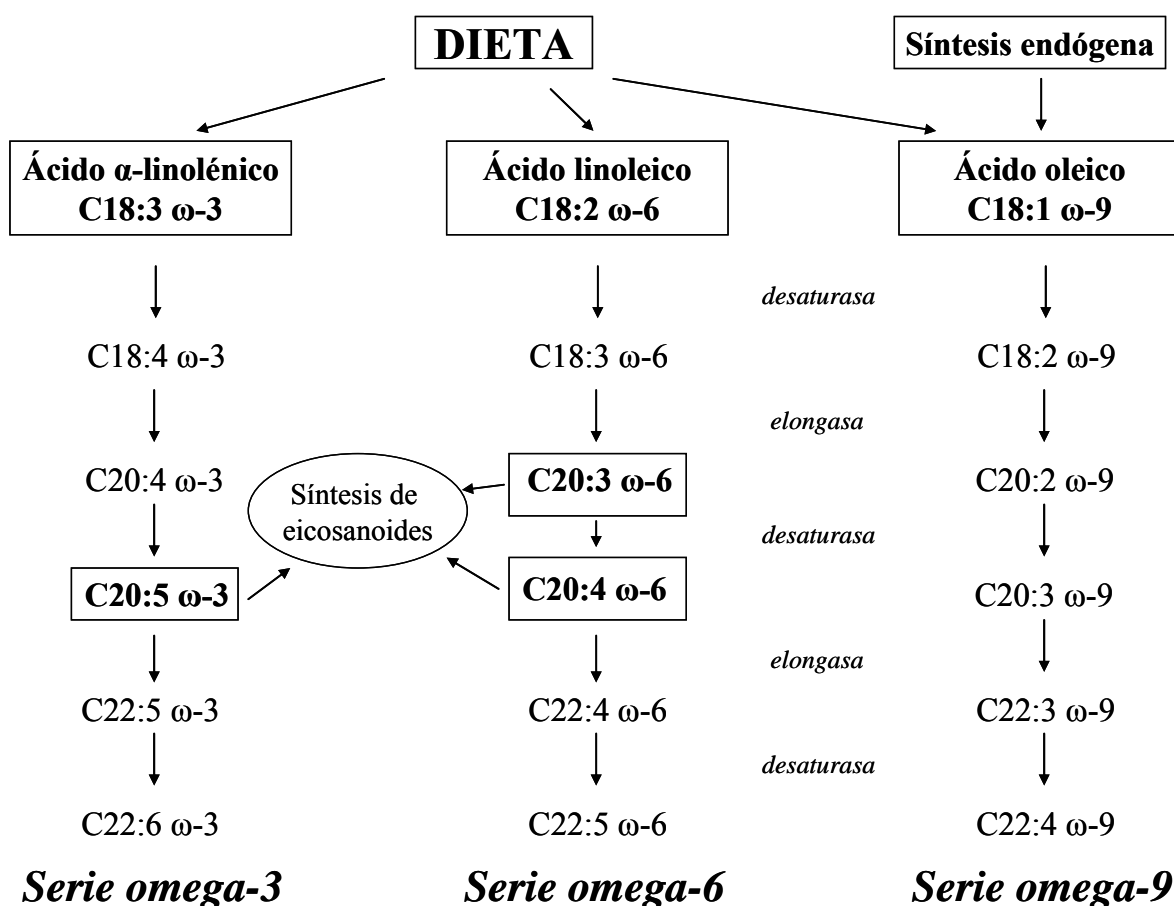 DIETA
Síntesis endógena
Ácido α-linolénico
C18:3 ω-3
Ácido linoleico
C18:2 ω-6
Ácido oleico
C18:1 ω-9
desaturasa
C18:4 ω-3
C18:3 ω-6
C18:2 ω-9
elongasa
C20:4 ω-3
Síntesis de
eicosanoides
C20:3 ω-6
C20:2 ω-9
desaturasa
C20:5 ω-3
C20:4 ω-6
C20:3 ω-9
elongasa
C22:5 ω-3
C22:4 ω-6
C22:3 ω-9
desaturasa
C22:6 ω-3
C22:5 ω-6
C22:4 ω-9
Serie omega-3
Serie omega-6
Serie omega-9